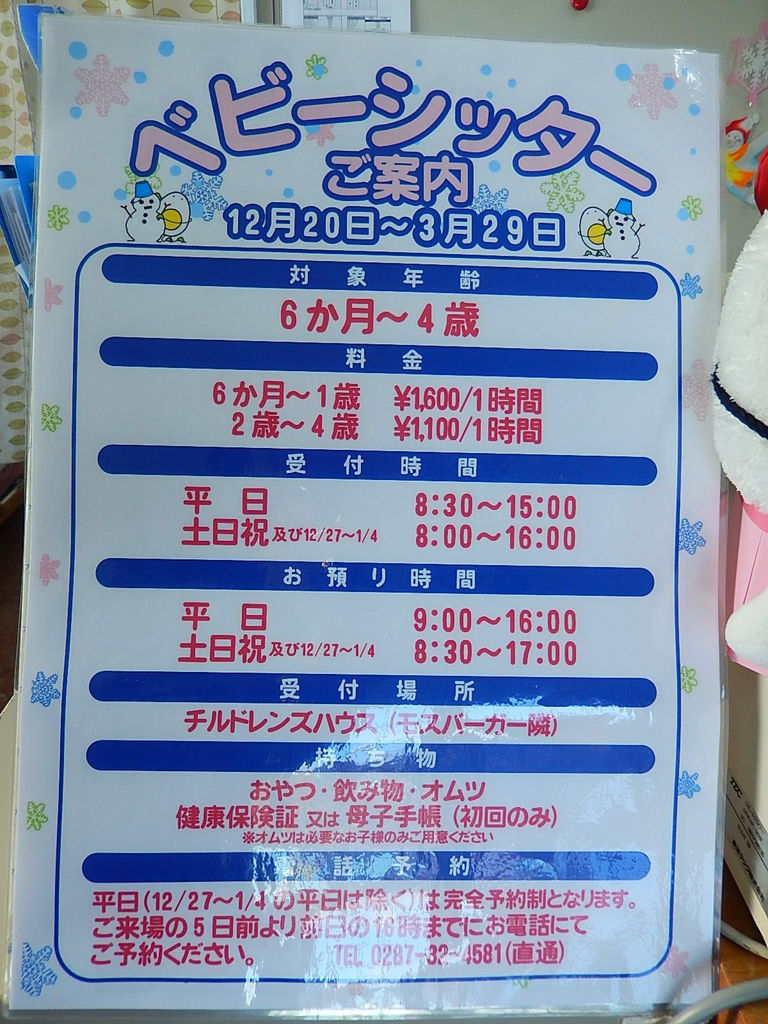 ベビーシッター
ご案内
12月20日〜3月29日
対象年齢
6か月〜4歳
料金
6か月〜1歳 ¥1,600/1時間
2歳〜4歳 ¥1,100/1時間
受付時間
平日 8:30〜15:00
土日祝及び12/27〜1/4 8:00〜16:00
お預り時間
平日 9:00〜16:00
土日祝及び12/27〜1/4 8:30〜17:00
受付場所
チルドレンズハウス（モスバーガー隣）
持ち物
おやつ・飲み物・オムツ
健康保険証 又は 母子手帳（初回のみ）
※オムツは必要なお子様のみご用意ください
話予約
平日（12/27〜1/4の平日は除く）は完全予約制となります。
ご来場の5日前より前日の16時までにお電話にて
ご予約ください。 TEL 0287-32-4581(直通)